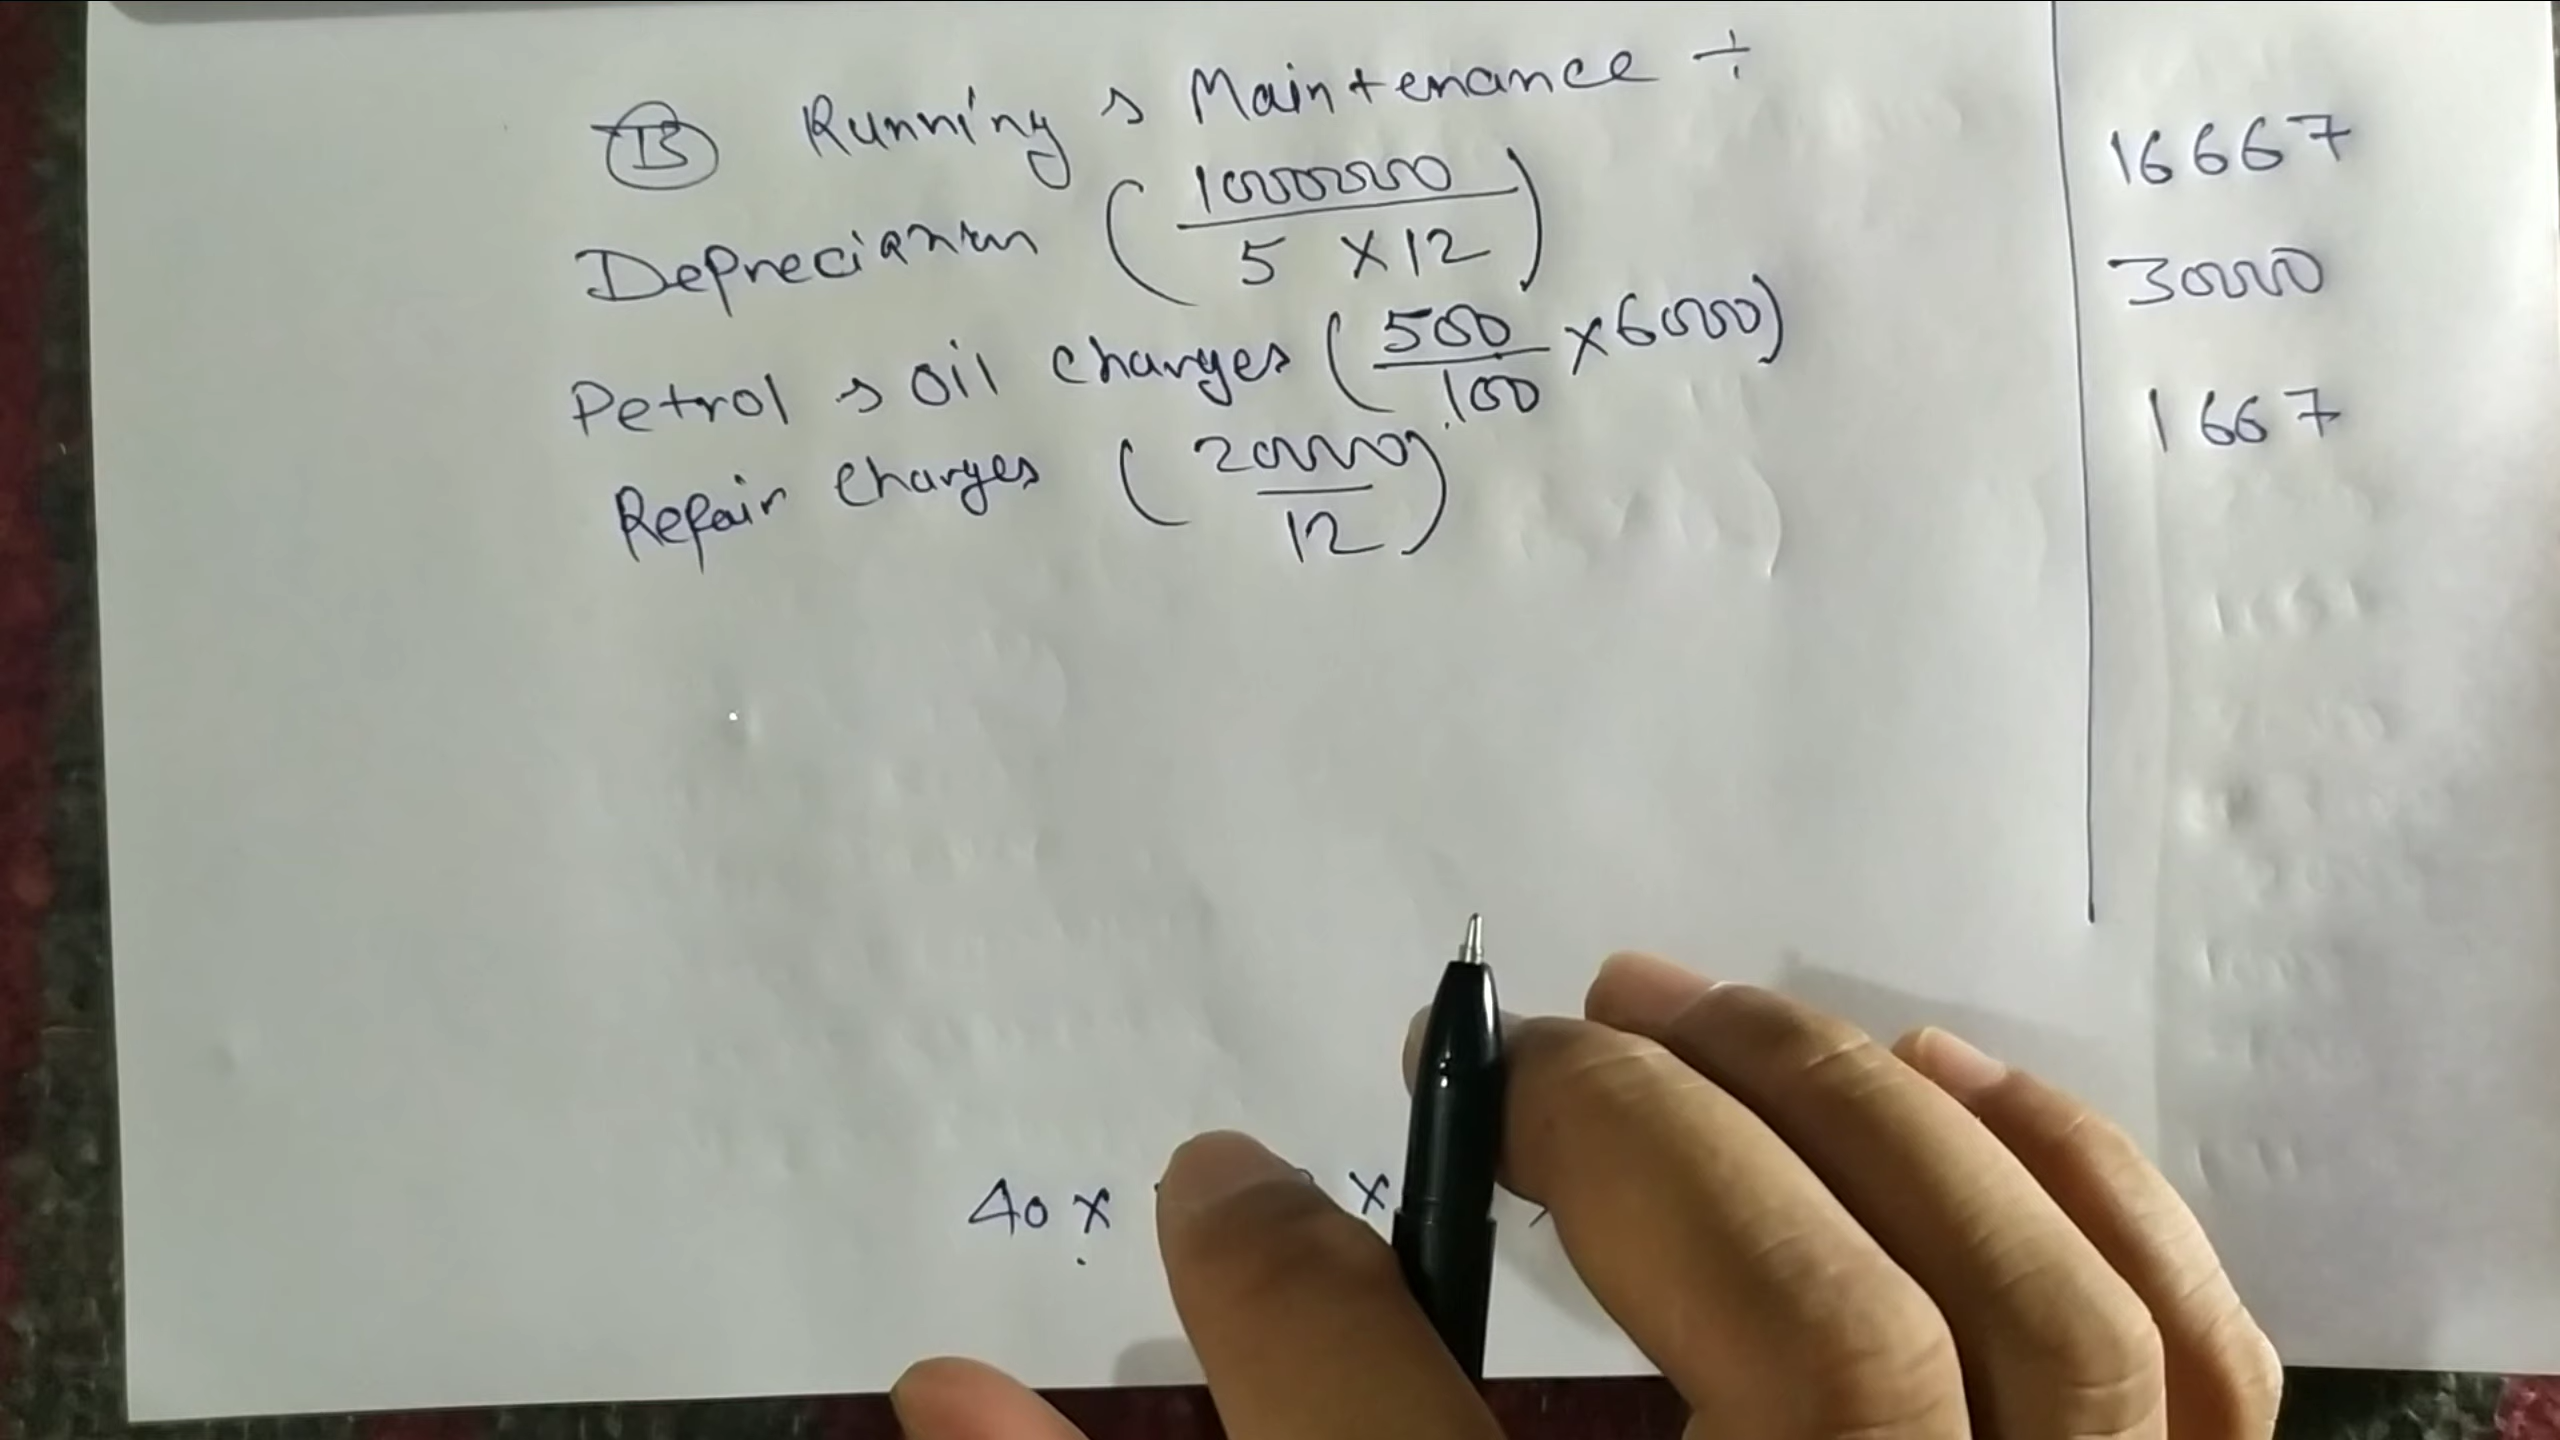 Ⓑ Running & Maintenance ÷ 16667
Depreciation (1000000 / 5 × 12) 30000
Petrol & Oil Charges (500 / 100 × 6000) 1667
Repair Charges (20000 / 12)
40 ×
×